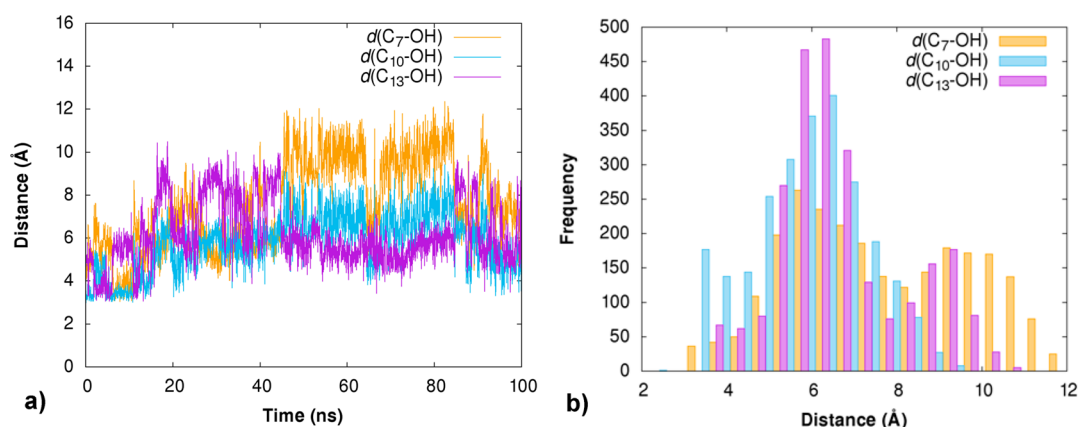 16
14
12
10
8
6
4
2
0
Distance (Å)
d(C7-OH)
d(C10-OH)
d(C13-OH)
0 20 40 60 80 100
Time (ns)
a)
500
450
400
350
300
250
200
150
100
50
0
Frequency
d(C7-OH)
d(C10-OH)
d(C13-OH)
2 4 6 8 10 12
Distance (Å)
b)